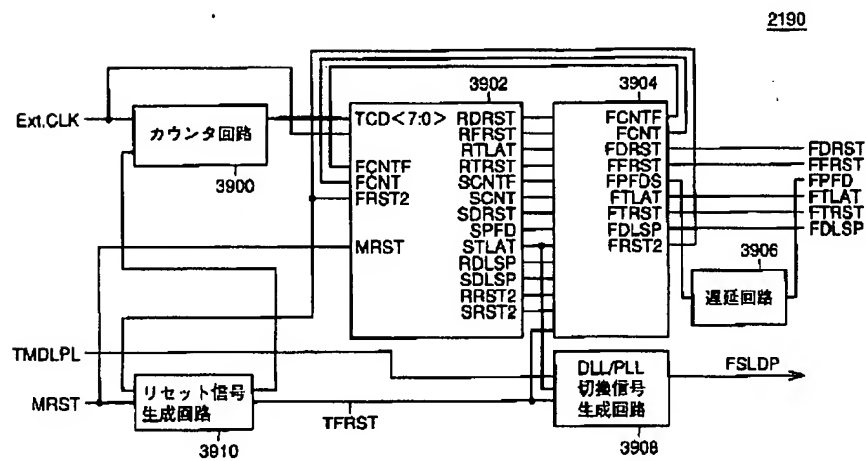 2190
3902
3904
Ext.CLK
カウンタ回路
3900
TCD<7:0>
FCNTF
FCNT
FRST2
MRST
RDRST
RFRST
RTLAT
RTRST
SCNTF
SCNT
SDRST
SPFD
STLAT
RDLSP
SDLSP
RRST2
SRST2
FCNTF
FCNT
FDRST
FFRST
FPFDS
FTLAT
FTRST
FDLSP
FRST2
FDRST
FFRST
FPFD
FTLAT
FTRST
FDLSP
3906
遅延回路
TMDLPL
MRST
リセット信号
生成回路
3910
TFRST
DLL/PLL
切換信号
生成回路
3908
FSLDP